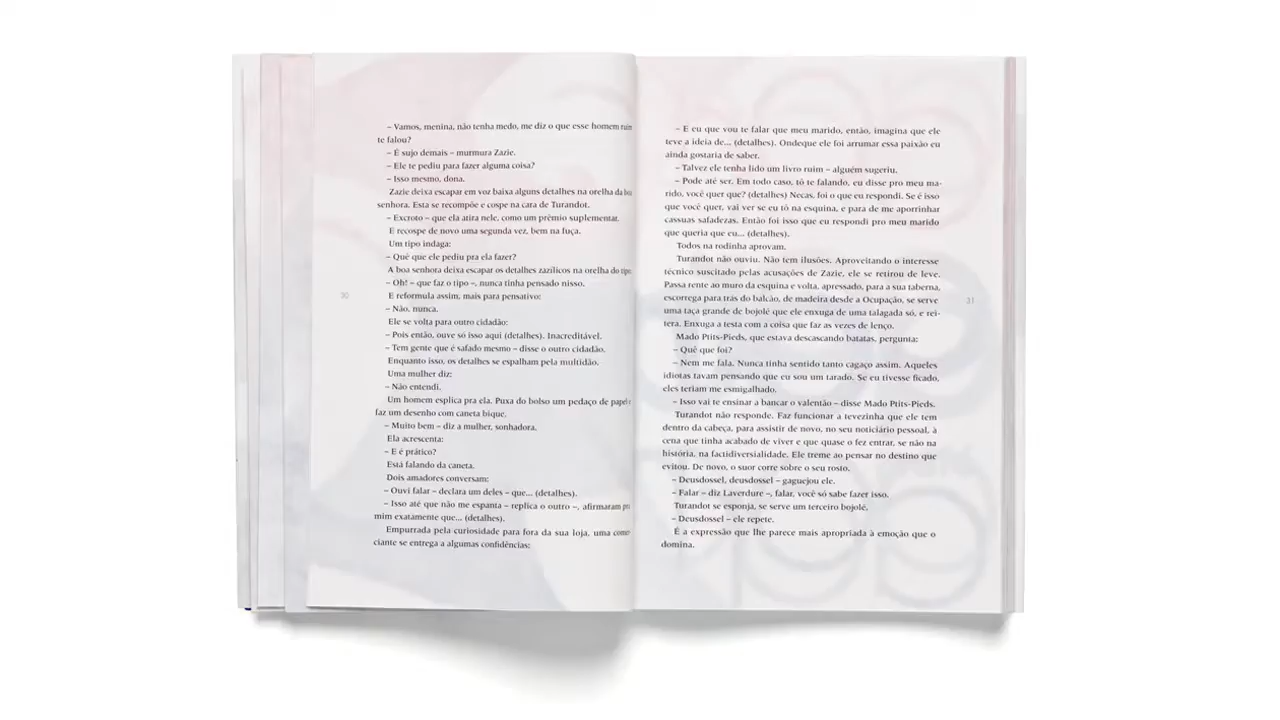 – Vamos, menina, não tenha medo, me diz o que esse homem ruim
te falou?
– É sujo demais – murmura Zazie.
– Ele te pediu para fazer alguma coisa?
– Isso mesmo, dona.
Zazie deixa escapar em voz baixa alguns detalhes na orelha da boa
senhora. Esta se recompõe e cospe na cara de Turandot.
– Excroto – que ela atira nele, como um prêmio suplementar.
E recospe de novo uma segunda vez, bem na fuça.
Um tipo indaga:
– Quê que ele pediu pra ela fazer?
A boa senhora deixa escapar os detalhes zazílicos na orelha do tipo:
– Oh! – que faz o tipo –, nunca tinha pensado nisso.
E reformula assim, mais para pensativo:
– Não, nunca.
Ele se volta para outro cidadão:
– Pois então, ouve só isso aqui (detalhes). Inacreditável.
– Tem gente que é safado mesmo – disse o outro cidadão.
Enquanto isso, os detalhes se espalham pela multidão.
Uma mulher diz:
– Não entendi.
Um homem explica pra ela. Puxa do bolso um pedaço de papel e
faz um desenho com caneta bique.
– Muito bem – diz a mulher, sonhadora.
Ela acrescenta:
– E é prático?
Está falando da caneta.
Dois amadores conversam:
– Ouvi falar – declara um deles – que... (detalhes).
– Isso até que não me espanta – replica o outro –, afirmaram
mim exatamente que... (detalhes).
Empurrada pela curiosidade para fora da sua loja, uma comer
ciante se entrega a algumas confidências:
30
– E eu que vou te falar que meu marido, então, imagina que ele
teve a ideia de... (detalhes). Ondeque ele foi arrumar essa paixão eu
ainda gostaria de saber.
– Talvez ele tenha lido um livro ruim – alguém sugeriu.
– Pode até ser. Em todo caso, tô te falando, eu disse pro meu ma-
rido, você quer que? (detalhes) Necas, foi o que eu respondi. Se é isso
que você quer, vai ver se eu tô na esquina, e para de me aporrinhar
cassuas safadezas. Então foi isso que eu respondi pro meu marido
que queria que eu... (detalhes).
Todos na rodinha aprovam.
Turandot não ouviu. Não tem ilusões. Aproveitando o interesse
técnico suscitado pelas acusações de Zazie, ele se retirou de leve.
Passa rente ao muro da esquina e volta, apressado, para a sua taberna,
escorrega para trás do balcão, de madeira desde a Ocupação, se serve
uma taça grande de bojolé que ele enxuga de uma talagada só, e rei-
tera. Enxuga a testa com a coisa que faz as vezes de lenço.
Mado Ptits-Pieds, que estava descascando batatas, pergunta:
– Quê que foi?
– Nem me fala. Nunca tinha sentido tanto cagaço assim. Aqueles
idiotas tavam pensando que eu sou um tarado. Se eu tivesse ficado,
eles teriam me esmigalhado.
– Isso vai te ensinar a bancar o valentão – disse Mado Ptits-Pieds.
Turandot não responde. Faz funcionar a tevezinha que ele tem
dentro da cabeça, para assistir de novo, no seu noticiário pessoal, à
cena que tinha acabado de viver e que quase o fez entrar, se não na
história, na factidiversialidade. Ele treme ao pensar no destino que
evitou. De novo, o suor corre sobre o seu rosto.
– Deusdossel, deusdossel – gaguejou ele.
– Falar – diz Laverdure –, falar, você só sabe fazer isso.
Turandot se esponja, se serve um terceiro bojolé.
– Deusdossel – ele repete.
É a expressão que lhe parece mais apropriada à emoção que o
domina.
31